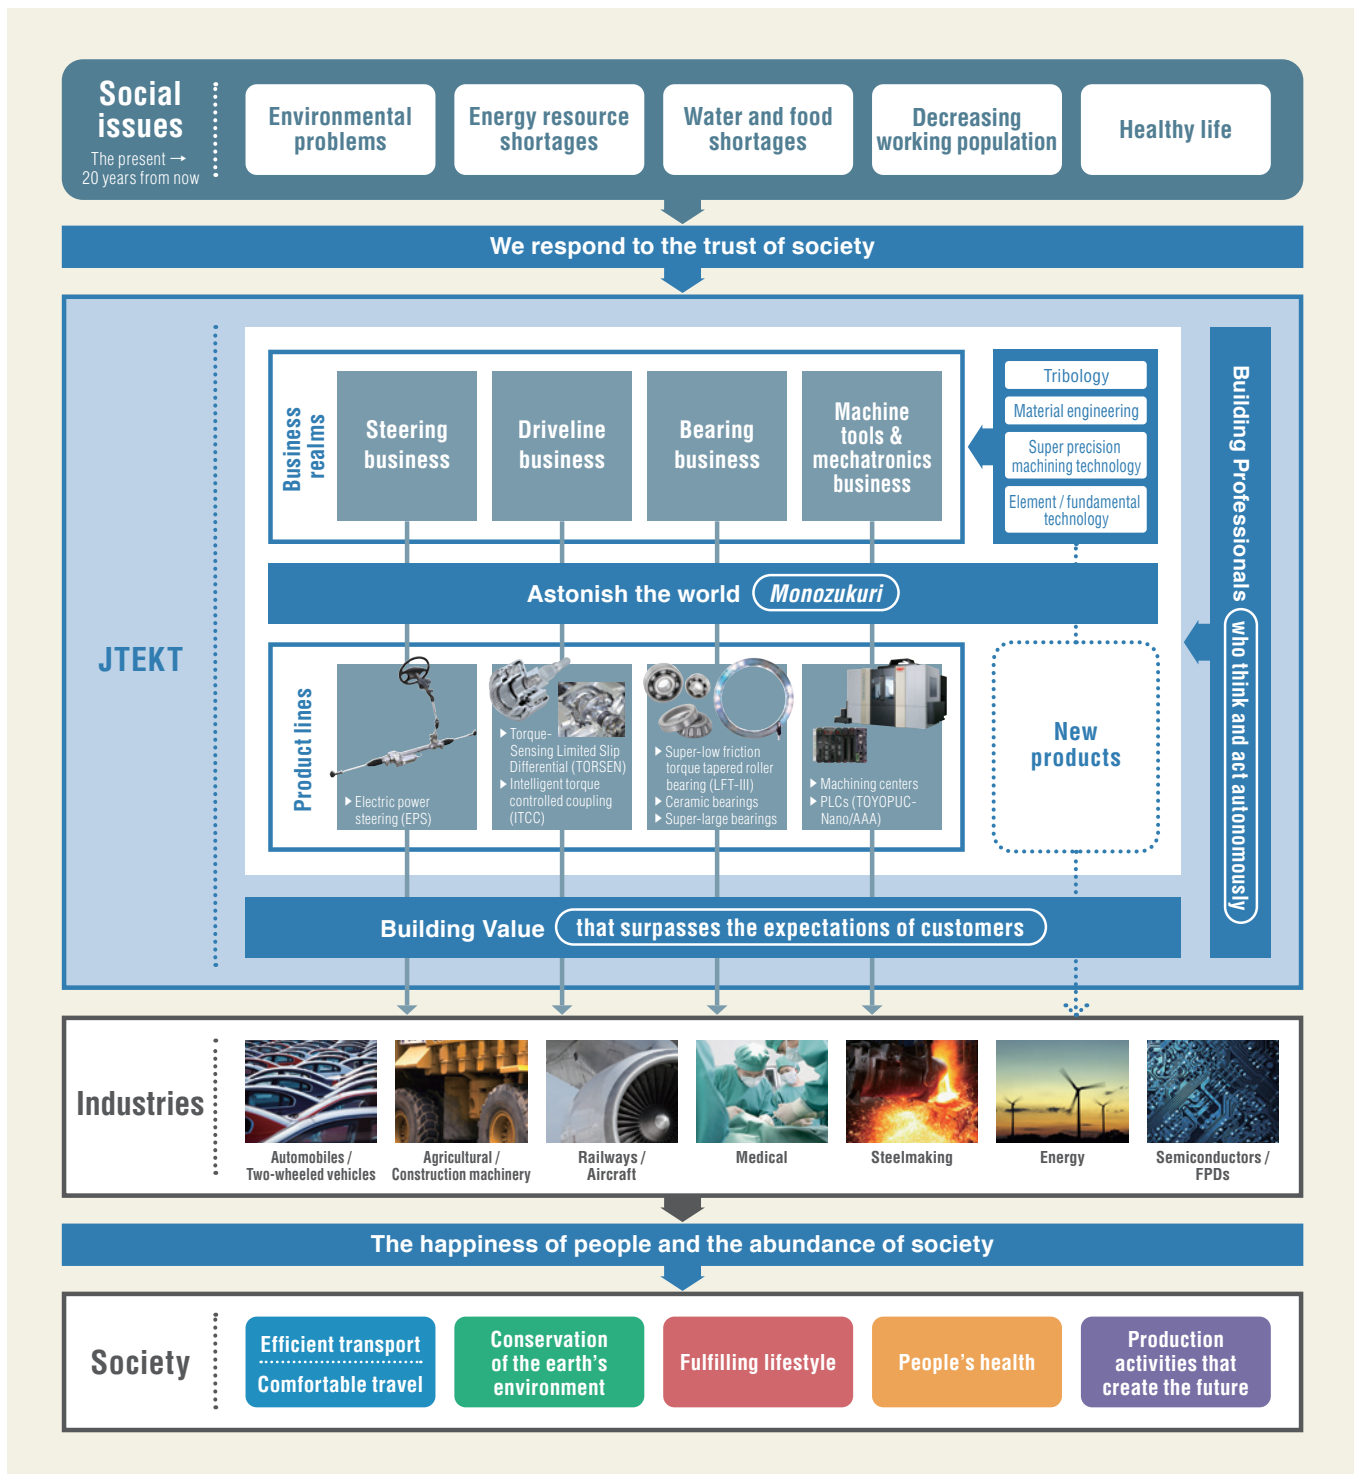 Social
issues
The present →
20 years from now
Environmental
problems
Energy resource
shortages
Water and food
shortages
Decreasing
working population
Healthy life
We respond to the trust of society
JTEKT
Business
realms
Steering
business
Driveline
business
Bearing
business
Machine
tools &
mechatronics
business
Tribology
Material engineering
Super precision
machining technology
Element / fundamental
technology
Building Professionals who think and act autonomously
Astonish the world Monozukuri
Product lines
Electric power
steering (EPS)
Torque-
Sensing Limited Slip
Differential (TORSEN)
Intelligent torque
controlled coupling
(ITCC)
Super-low friction
torque tapered roller
bearing (LFT-III)
Ceramic bearings
Super-large bearings
Machining centers
PLCs (TOYOPUC-
Nano/AAA)
New
products
Building Value that surpasses the expectations of customers
Industries
Automobiles /
Two-wheeled vehicles
Agricultural /
Construction machinery
Railways /
Aircraft
Medical
Steelmaking
Energy
Semiconductors /
FPDs
The happiness of people and the abundance of society
Society
Efficient transport
Comfortable travel
Conservation
of the earth's
environment
Fulfilling lifestyle
People's health
Production
activities that
create the future